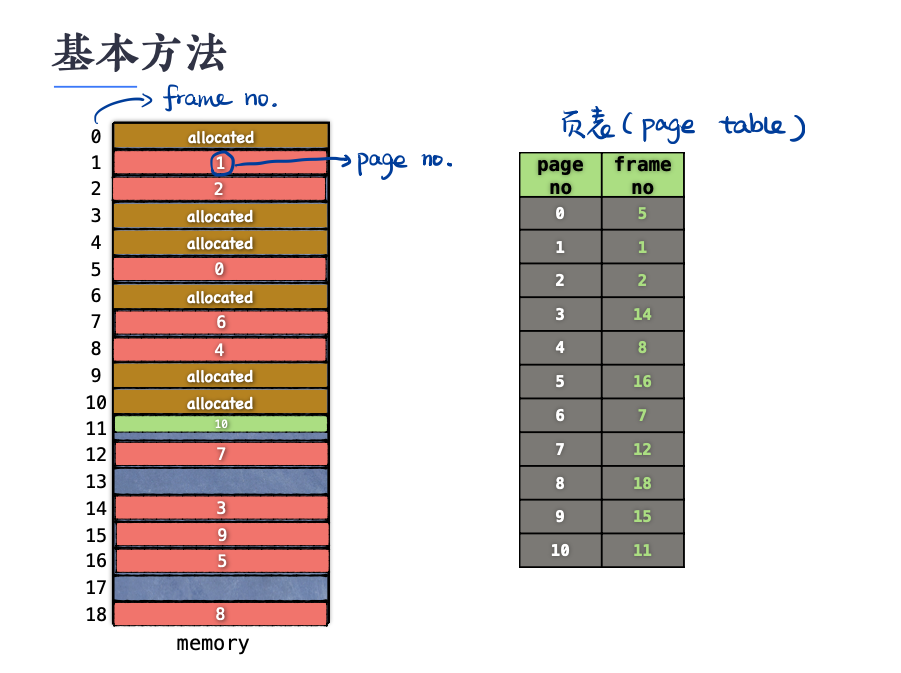 基本方法
frame no.
0 allocated
1 1 page no.
2 2
3 allocated
4 allocated
5 0
6 allocated
7 6
8 4
9 allocated
10 allocated
11 10
12 7
13
14 3
15 9
16 5
17
18 8
memory
页表(page table)
page no frame no
0 5
1 1
2 2
3 14
4 8
5 16
6 7
7 12
8 18
9 15
10 11